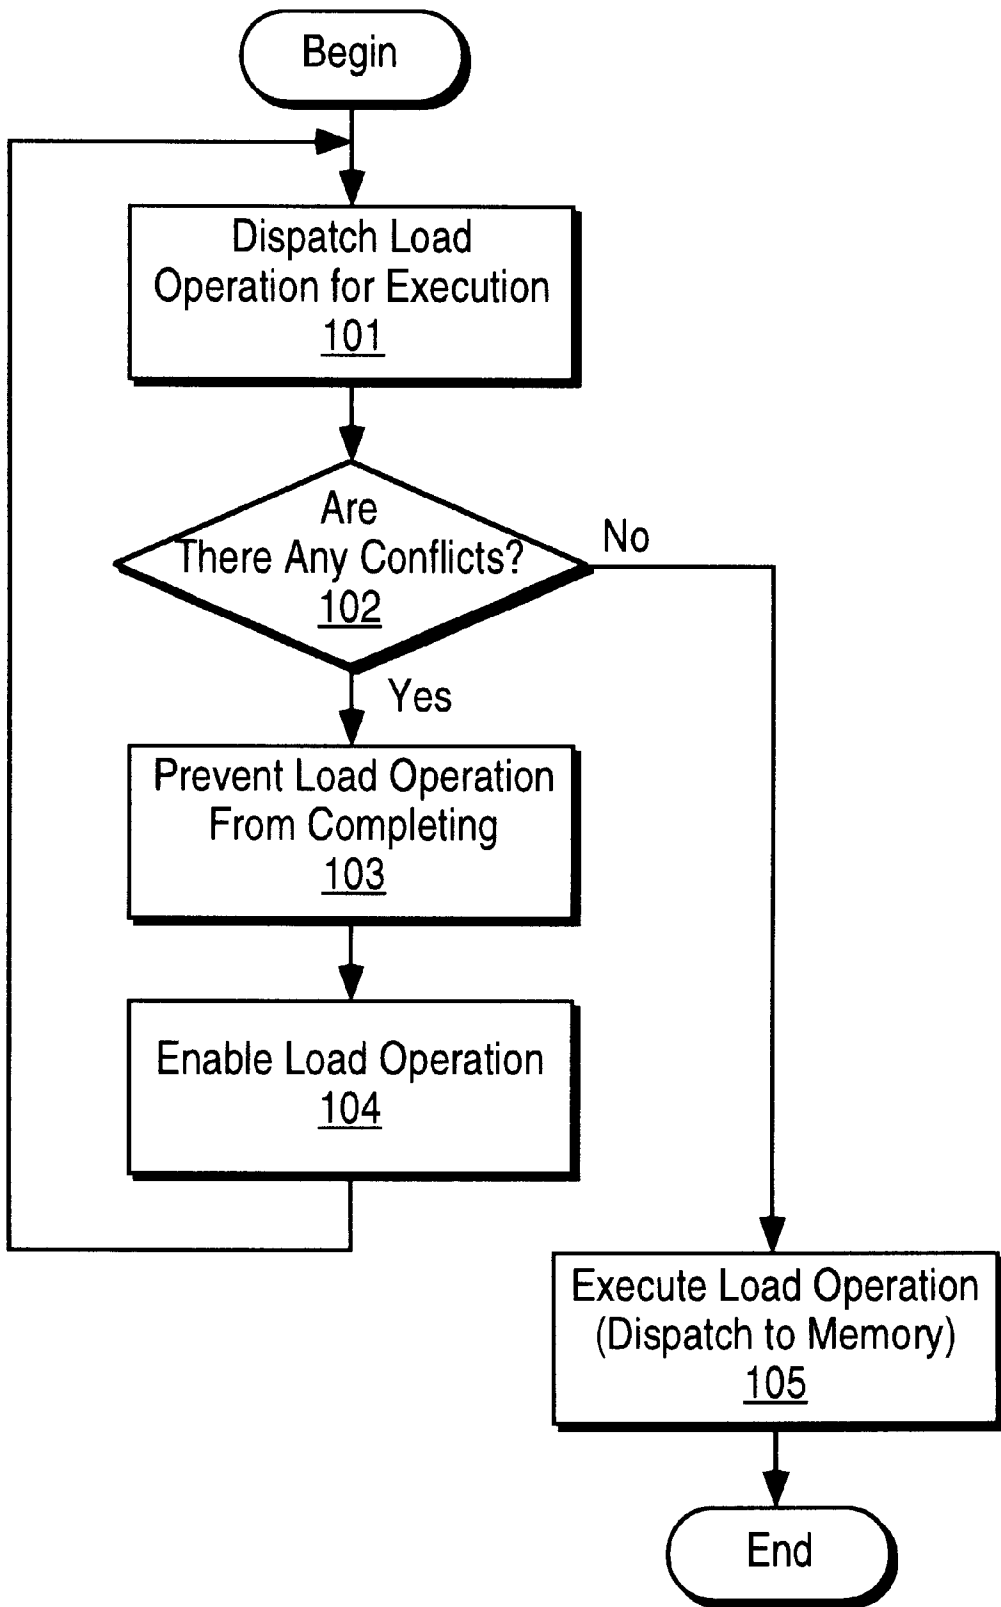 Begin
Dispatch Load
Operation for Execution
101
Are
There Any Conflicts?
102
No
Yes
Prevent Load Operation
From Completing
103
Enable Load Operation
104
Execute Load Operation
(Dispatch to Memory)
105
End